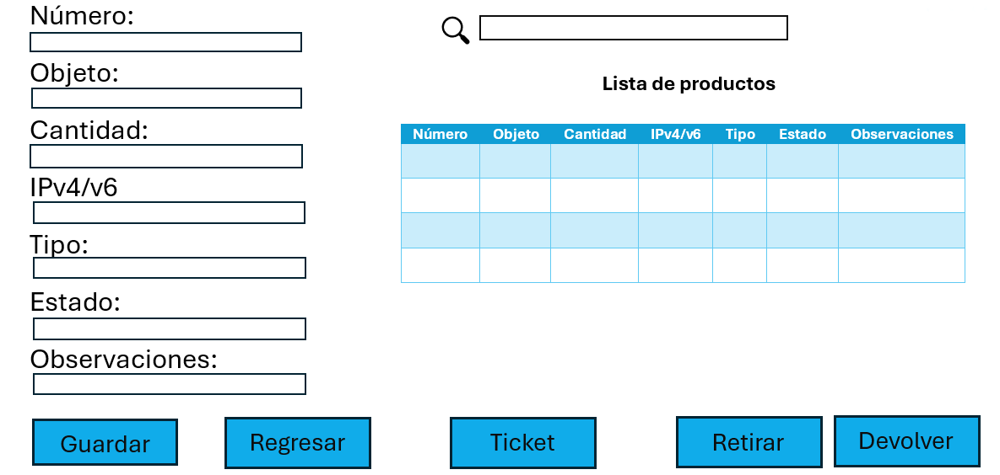 Número:
Objeto:
Cantidad:
IPv4/v6
Tipo:
Estado:
Observaciones:
Lista de productos
Número Objeto Cantidad IPv4/v6 Tipo Estado Observaciones
Guardar Regresar Ticket Retirar Devolver